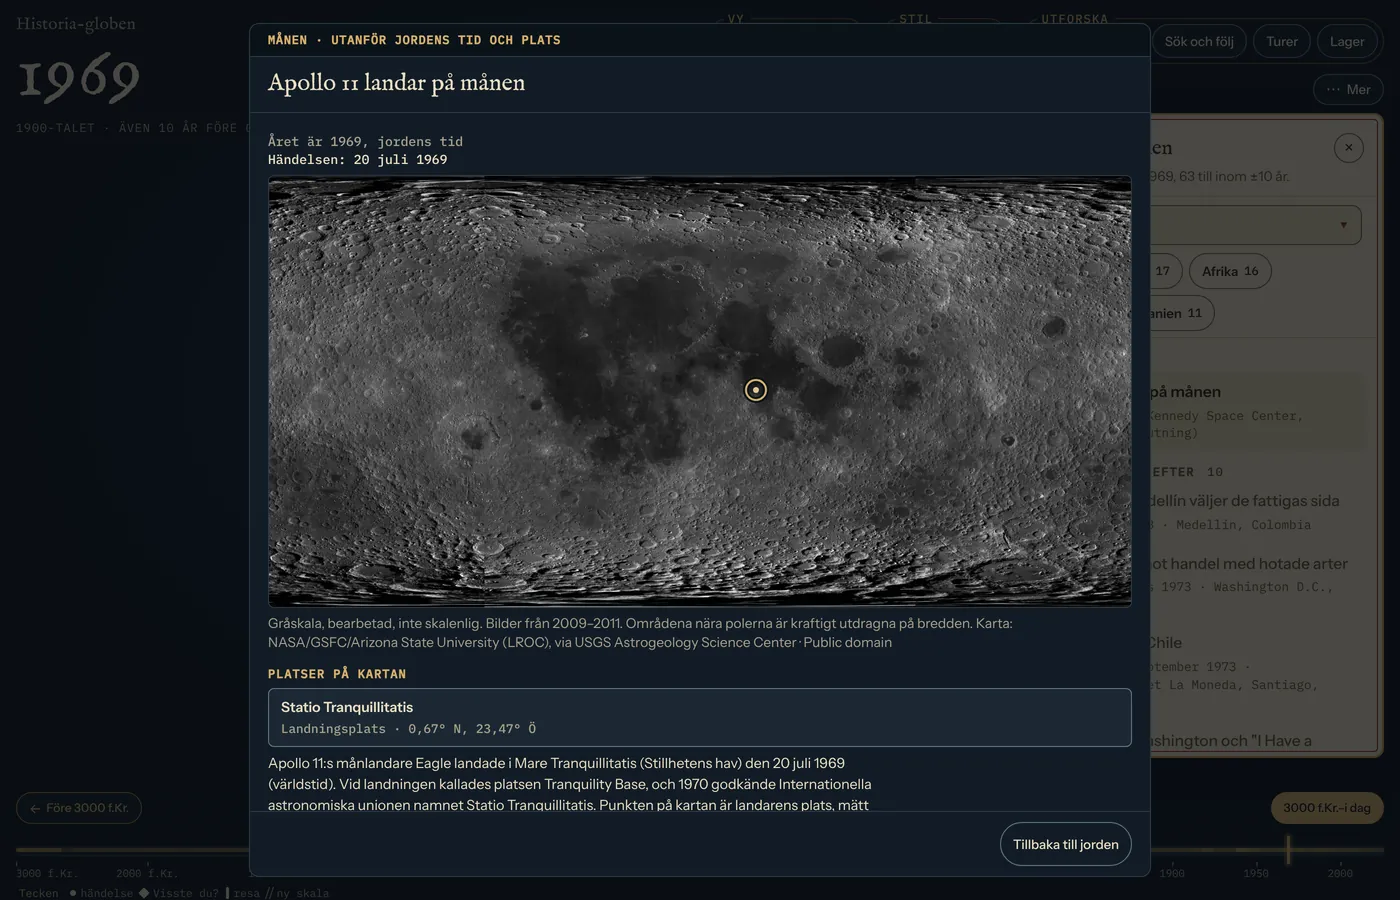 Historia-globen
1969
1900-TALET · ÄVEN 10 ÅR FÖRE
VY
STIL
UTFORSKA
Sök och följ
Turer
Lager
··· Mer
MÅNEN · UTANFÖR JORDENS TID OCH PLATS
Apollo 11 landar på månen
Året är 1969, jordens tid
Händelsen: 20 juli 1969
Gråskala, bearbetad, inte skalenlig. Bilder från 2009–2011. Områdena nära polerna är kraftigt utdragna på bredden. Karta:
NASA/GSFC/Arizona State University (LROC), via USGS Astrogeology Science Center · Public domain
PLATSER PÅ KARTAN
Statio Tranquillitatis
Landningsplats · 0,67° N, 23,47° Ö
Apollo 11:s månlandare Eagle landade i Mare Tranquillitatis (Stillhetens hav) den 20 juli 1969
(världstid). Vid landningen kallades platsen Tranquility Base, och 1970 godkände Internationella
astronomiska unionen namnet Statio Tranquillitatis. Punkten på kartan är landarens plats, mätt
Tillbaka till jorden
en
×
969, 63 till inom ±10 år.
▼
17
Afrika 16
anien 11
på månen
Kennedy Space Center,
utning)
EFTER 10
dellín väljer de fattigas sida
· Medellín, Colombia
mot handel med hotade arter
1973 · Washington D.C.,
Chile
ptember 1973 ·
et La Moneda, Santiago,
ashington och "I Have a
← Före 3000 f.Kr.
3000 f.Kr.–i dag
3000 f.Kr.
2000 f.Kr.
1900
1950
2000
Tecken ● händelse ◆ Visste du? ▌resa // ny skala